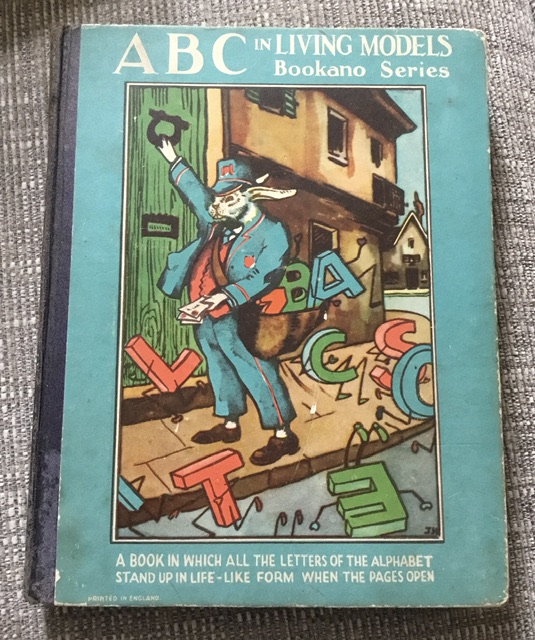 ABC IN LIVING MODELS
Bookano Series
B A
C S
V C
T E
A BOOK IN WHICH ALL THE LETTERS OF THE ALPHABET
STAND UP IN LIFE-LIKE FORM WHEN THE PAGES OPEN
PRINTED IN ENGLAND.